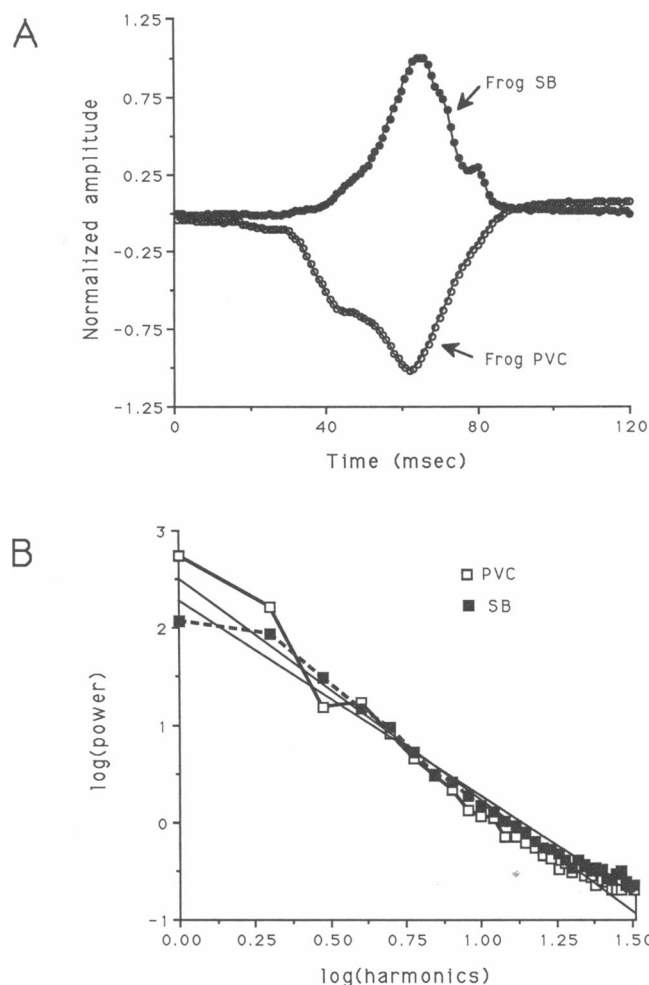 A
1.25
0.75
0.25
-0.25
-0.75
-1.25
Normalized amplitude
Frog SB
Frog PVC
0
40
80
120
Time (msec)
B
3
2
1
0
-1
log(power)
PVC
SB
0.00
0.25
0.50
0.75
1.00
1.25
1.50
log(harmonics)